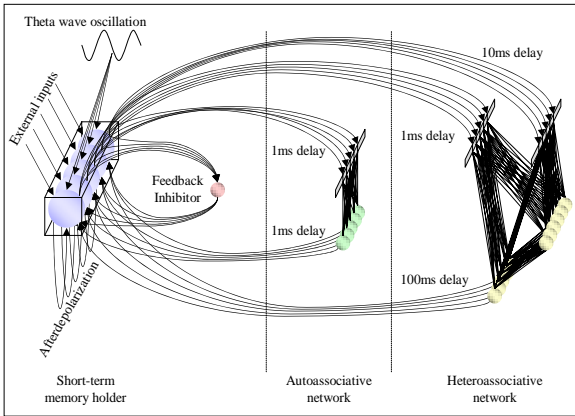 Theta wave oscillation
10ms delay
External inputs
1ms delay
1ms delay
Feedback
Inhibitor
1ms delay
100ms delay
Afterdepolarization
Short-term
memory holder
Autoassociative
network
Heteroassociative
network